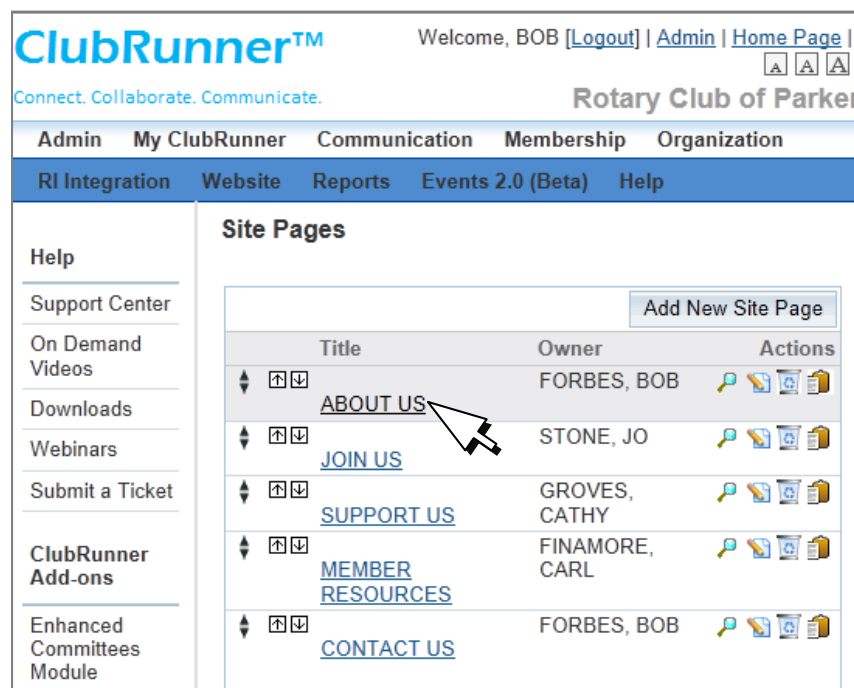 ClubRunner™
Welcome, BOB [Logout] | Admin | Home Page |
A A A
Connect. Collaborate. Communicate.
Rotary Club of Parker
Admin My ClubRunner Communication Membership Organization
RI Integration Website Reports Events 2.0 (Beta) Help
Site Pages
Help
Support Center
On Demand
Videos
Downloads
Webinars
Submit a Ticket
ClubRunner
Add-ons
Enhanced
Committees
Module
Add New Site Page
Title Owner Actions
FORBES, BOB
ABOUT US
STONE, JO
JOIN US
GROVES,
SUPPORT US CATHY
FINAMORE,
MEMBER CARL
RESOURCES
FORBES, BOB
CONTACT US